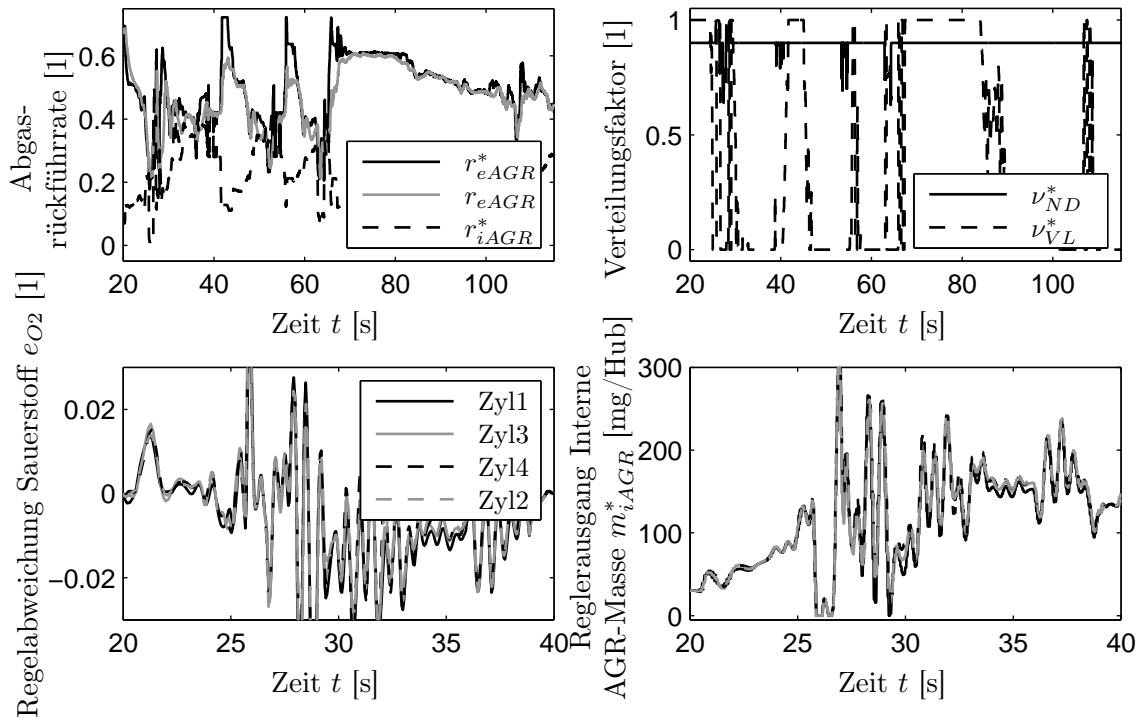 Abgas-
rückführrate [1]
0.6
0.4
0.2
0
r*eAGR
reAGR
r*iAGR
20 40 60 80 100
Zeit t [s]
Verteilungsfaktor [1]
1
0.5
0
ν*ND
ν*VL
20 40 60 80 100
Zeit t [s]
Regelabweichung Sauerstoff eO2 [1]
0.02
0
−0.02
Zyl1
Zyl3
Zyl4
Zyl2
20 25 30 35 40
Zeit t [s]
Reglerausgang Interne
AGR-Masse m*iAGR [mg/Hub]
300
200
100
0
20 25 30 35 40
Zeit t [s]